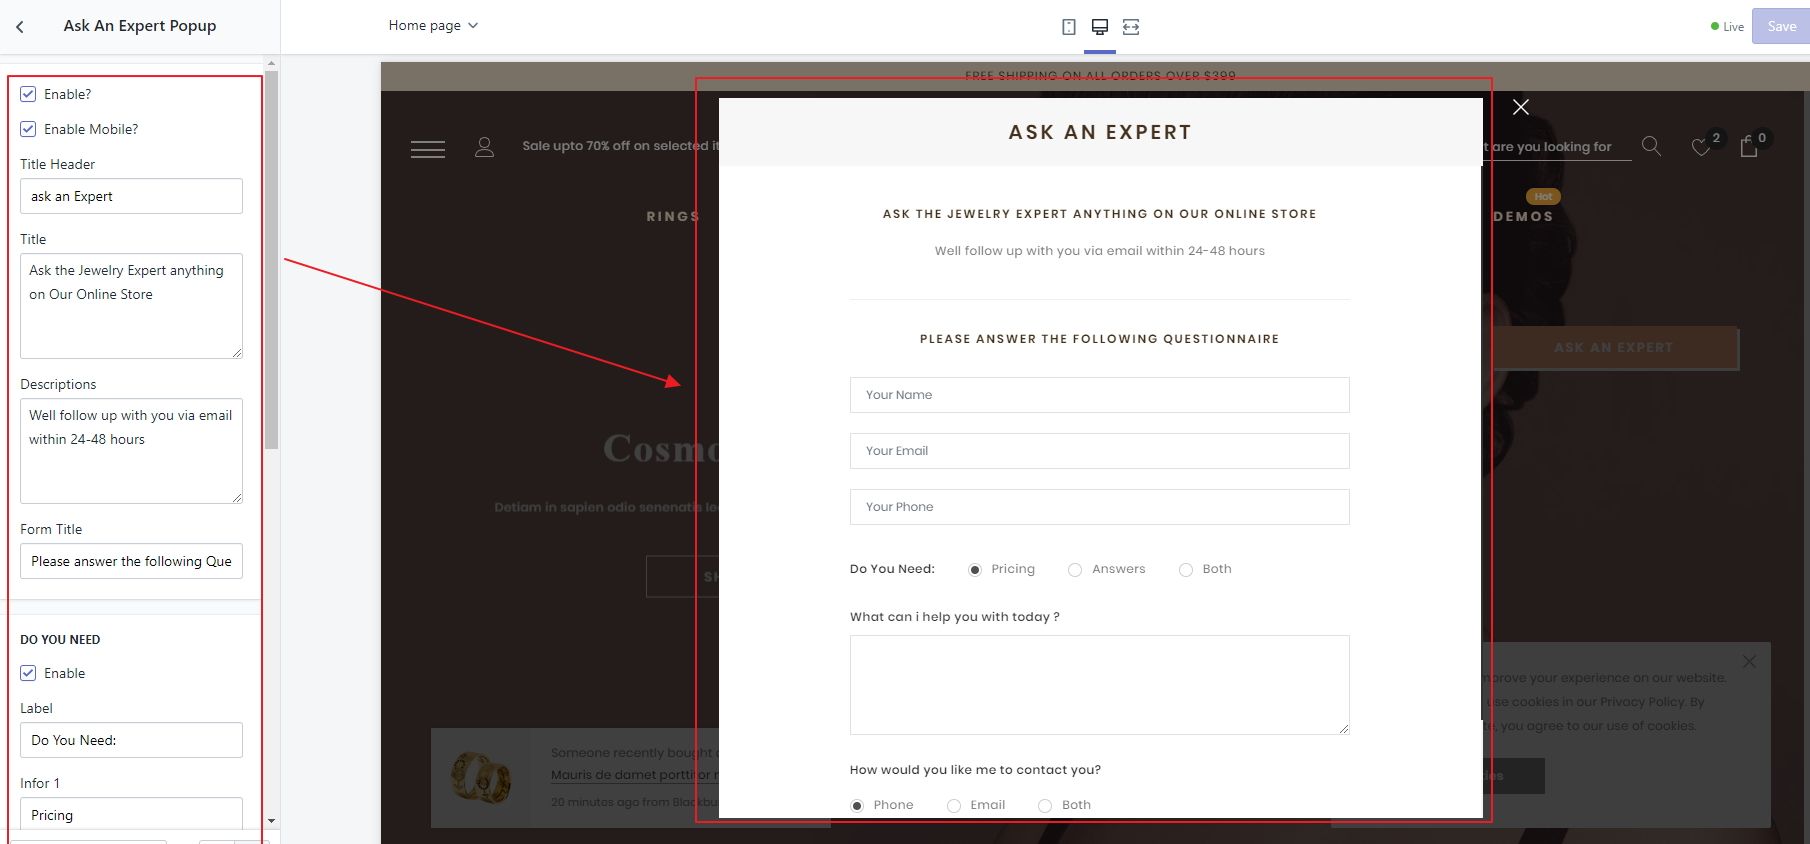 Ask An Expert Popup
Home page
Live
Save
Enable?
Enable Mobile?
Title Header
ask an Expert
Title
Ask the Jewelry Expert anything
on Our Online Store
Descriptions
Well follow up with you via email
within 24-48 hours
Form Title
Please answer the following Que
DO YOU NEED
Enable
Label
Do You Need:
Infor 1
Pricing
FREE SHIPPING ON ALL ORDERS OVER $399
Sale upto 70% off on selected it
t are you looking for
2
0
RINGS
Hot
DEMOS
ASK AN EXPERT
Cosmo
Detiam in sapien odio senenatis le
SH
Someone recently bought
Mauris de damet porttitor
20 minutes ago from Blackbu
ASK AN EXPERT
ASK THE JEWELRY EXPERT ANYTHING ON OUR ONLINE STORE
Well follow up with you via email within 24-48 hours
PLEASE ANSWER THE FOLLOWING QUESTIONNAIRE
Your Name
Your Email
Your Phone
Do You Need:
Pricing
Answers
Both
What can i help you with today ?
How would you like me to contact you?
Phone
Email
Both
mprove your experience on our website.
use cookies in our Privacy Policy. By
te, you agree to our use of cookies.
ies